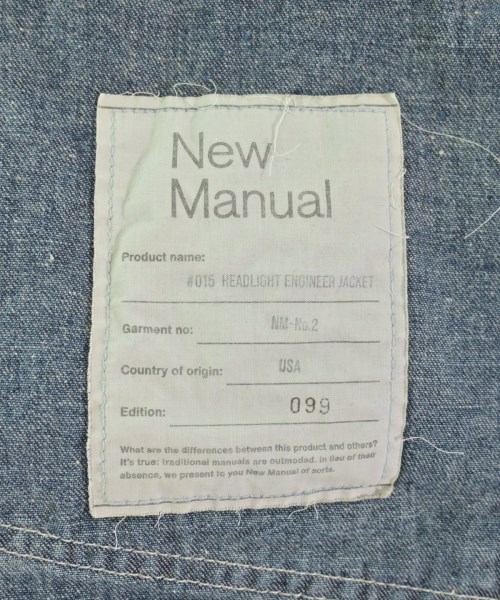 New
Manual
Product name:
#015 HEADLIGHT ENGINEER JACKET
Garment no: NM-No.2
Country of origin: USA
Edition: 099
What are the differences between this product and others?
It's true: traditional manuals are outmoded. In lieu of their
absence, we present to you New Manual of sorts.